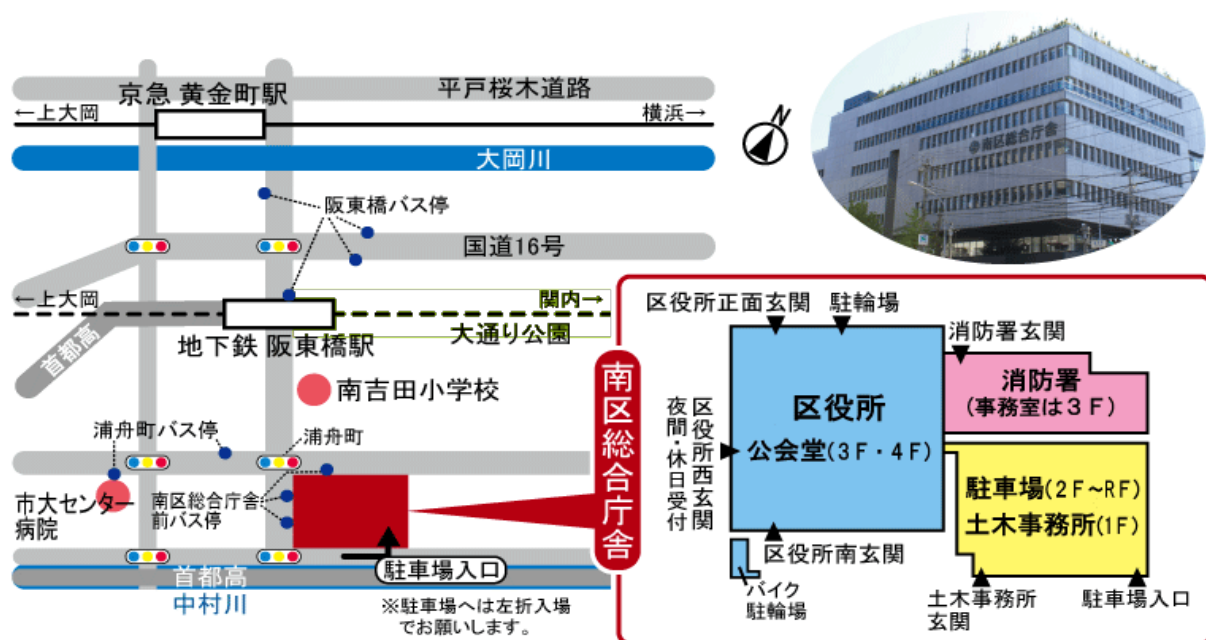 京急 黄金町駅
平戸桜木道路
←上大岡
横浜→
N
大岡川
南区総合庁舎
阪東橋バス停
国道16号
←上大岡
関内→
首都高
地下鉄 阪東橋駅
大通り公園
南吉田小学校
浦舟町バス停
浦舟町
市大センター
病院
南区総合庁舎
前バス停
駐車場入口
首都高
中村川
※駐車場へは左折入場
でお願いします。
南区総合庁舎
区役所正面玄関
駐輪場
消防署玄関
消防署
(事務室は3F)
区役所
公会堂(3F・4F)
区役所西玄関
夜間・休日受付
駐車場(2F~RF)
土木事務所(1F)
区役所南玄関
バイク
駐輪場
土木事務所
玄関
駐車場入口